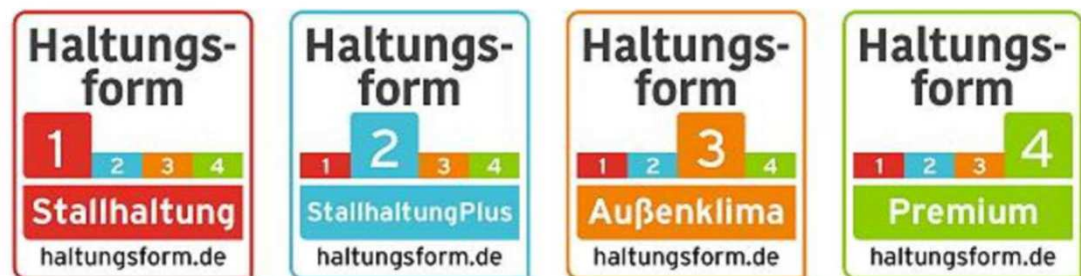 Haltungs-
form
1 2 3 4
Stallhaltung
haltungsform.de
Haltungs-
form
1 2 3 4
StallhaltungPlus
haltungsform.de
Haltungs-
form
1 2 3 4
Außenklima
haltungsform.de
Haltungs-
form
1 2 3 4
Premium
haltungsform.de